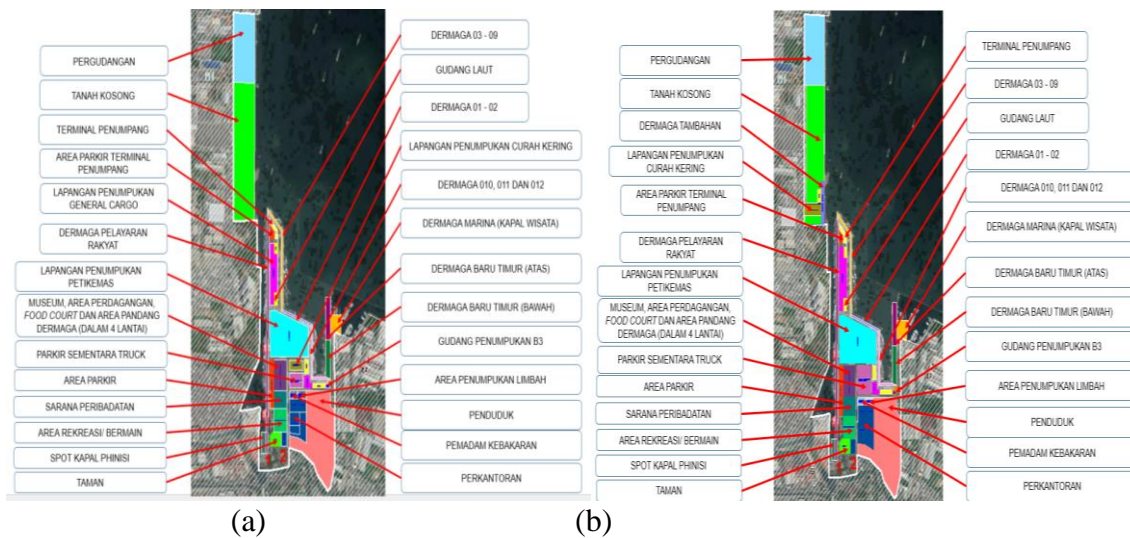 PERGUDANGAN
TANAH KOSONG
TERMINAL PENUMPANG
AREA PARKIR TERMINAL
PENUMPANG
LAPANGAN PENUMPUKAN
GENERAL CARGO
DERMAGA PELAYARAN
RAKYAT
LAPANGAN PENUMPUKAN
PETIKEMAS
MUSEUM, AREA PERDAGANGAN,
FOOD COURT DAN AREA PANDANG
DERMAGA (DALAM 4 LANTAI)
PARKIR SEMENTARA TRUCK
AREA PARKIR
SARANA PERIBADATAN
AREA REKREASI/ BERMAIN
SPOT KAPAL PHINISI
TAMAN
DERMAGA 03 - 09
GUDANG LAUT
DERMAGA 01 - 02
LAPANGAN PENUMPUKAN CURAH KERING
DERMAGA 010, 011 DAN 012
DERMAGA MARINA (KAPAL WISATA)
DERMAGA BARU TIMUR (ATAS)
DERMAGA BARU TIMUR (BAWAH)
GUDANG PENUMPUKAN B3
AREA PENUMPUKAN LIMBAH
PENDUDUK
PEMADAM KEBAKARAN
PERKANTORAN
(a)
PERGUDANGAN
TANAH KOSONG
DERMAGA TAMBAHAN
LAPANGAN PENUMPUKAN
CURAH KERING
AREA PARKIR TERMINAL
PENUMPANG
DERMAGA PELAYARAN
RAKYAT
LAPANGAN PENUMPUKAN
PETIKEMAS
MUSEUM, AREA PERDAGANGAN,
FOOD COURT DAN AREA PANDANG
DERMAGA (DALAM 4 LANTAI)
PARKIR SEMENTARA TRUCK
AREA PARKIR
SARANA PERIBADATAN
AREA REKREASI/ BERMAIN
SPOT KAPAL PHINISI
TAMAN
TERMINAL PENUMPANG
DERMAGA 03 - 09
GUDANG LAUT
DERMAGA 01 - 02
DERMAGA 010, 011 DAN 012
DERMAGA MARINA (KAPAL WISATA)
DERMAGA BARU TIMUR (ATAS)
DERMAGA BARU TIMUR (BAWAH)
GUDANG PENUMPUKAN B3
AREA PENUMPUKAN LIMBAH
PENDUDUK
PEMADAM KEBAKARAN
PERKANTORAN
(b)